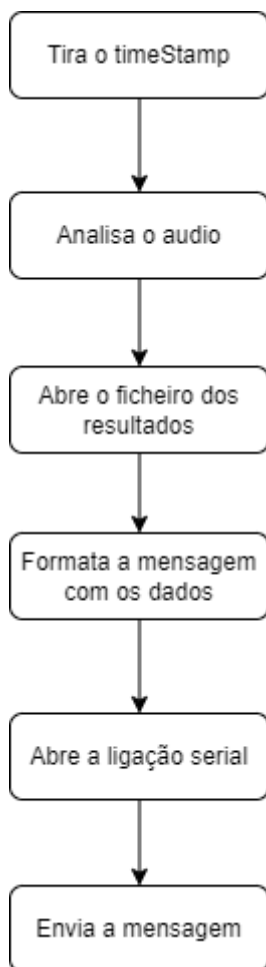 Tira o timeStamp
Analisa o audio
Abre o ficheiro dos
resultados
Formata a mensagem
com os dados
Abre a ligação serial
Envia a mensagem